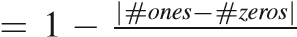 = 1 − |#ones−#zeros|